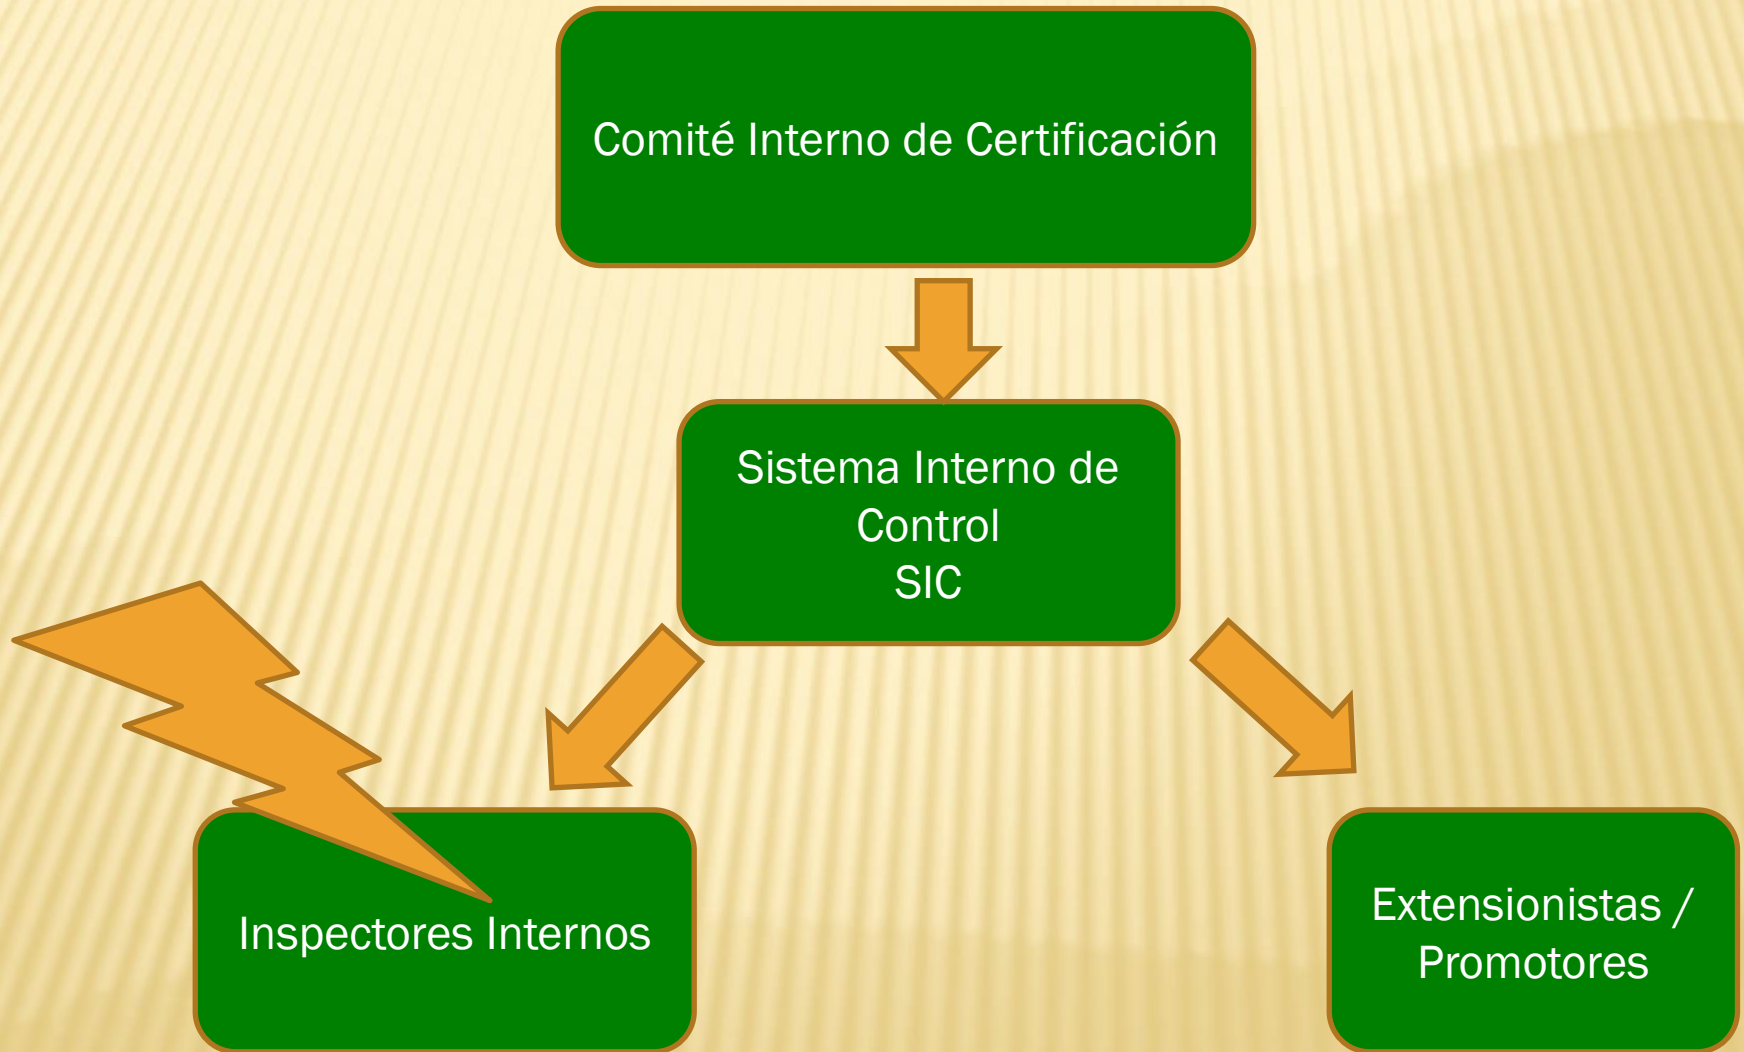 Comité Interno de Certificación
Sistema Interno de
Control
SIC
Inspectores Internos
Extensionistas /
Promotores